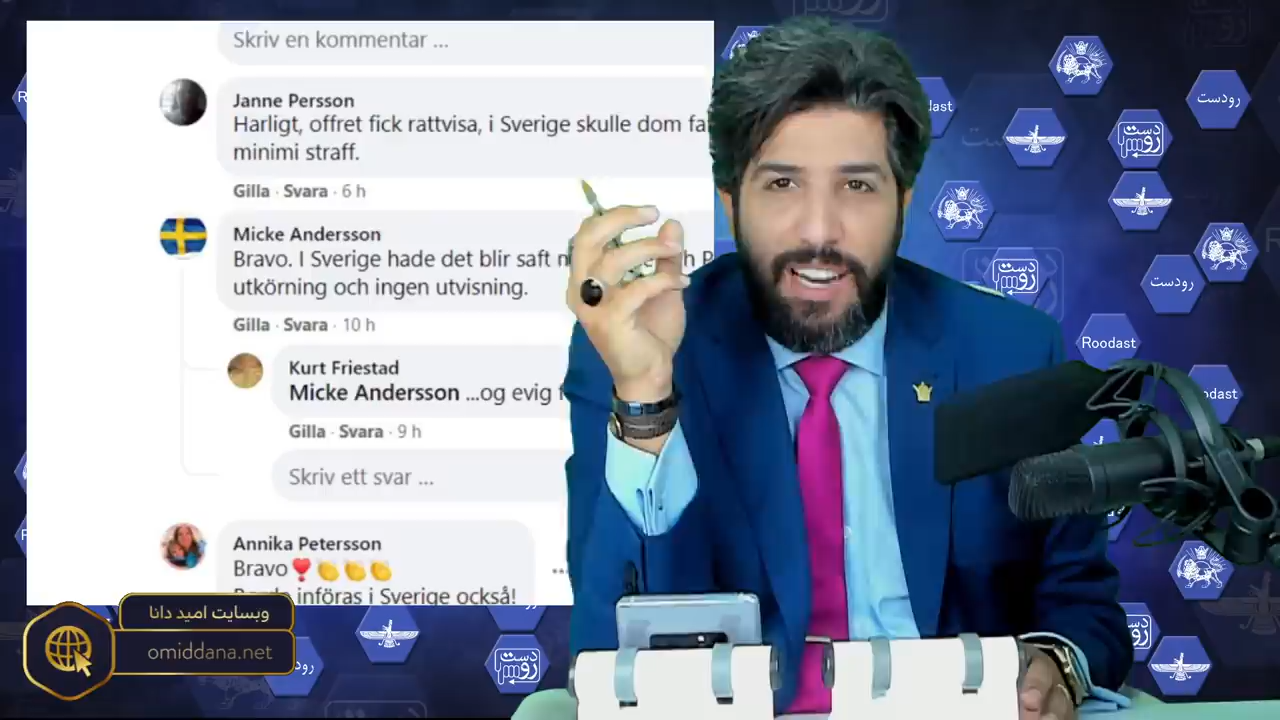 Skriv en kommentar ...
Janne Persson
Harligt, offret fick rattvisa, i Sverige skulle dom
minimi straff.
Gilla · Svara · 6 h
Micke Andersson
Bravo. I Sverige hade det blir saft
utkörning och ingen utvisning.
Gilla · Svara · 10 h
Kurt Friestad
Micke Andersson ...og evig
Gilla · Svara · 9 h
Skriv ett svar ...
Annika Petersson
Bravo❣️👏👏👏
införas i Sverige också!
وبسایت امید دانا
omiddana.net
رودست
رودست
Roodast